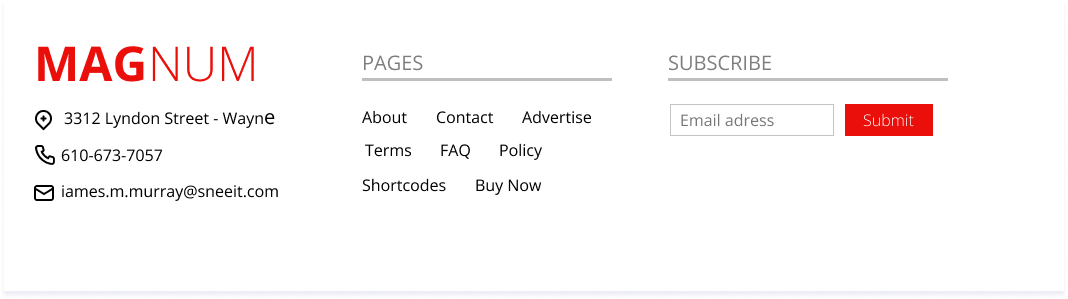 MAGNUM
3312 Lyndon Street - Wayne
610-673-7057
iames.m.murray@sneeit.com
PAGES
About Contact Advertise
Terms FAQ Policy
Shortcodes Buy Now
SUBSCRIBE
Email adress Submit